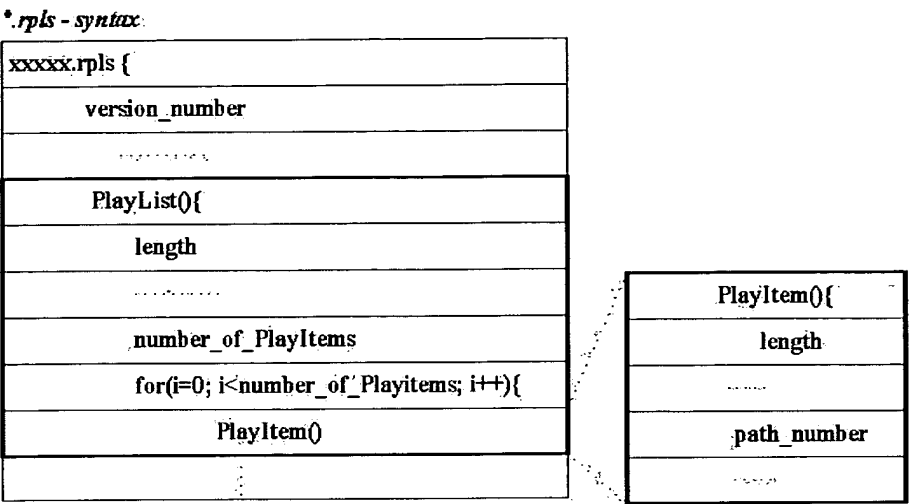 *.rpls - syntax
xxxxx.rpls {
version_number
..........
PlayList(){
length
..........
number_of_PlayItems
for(i=0; i<number_of_Playitems; i++){
PlayItem()
PlayItem(){
length
.......
path_number
.......